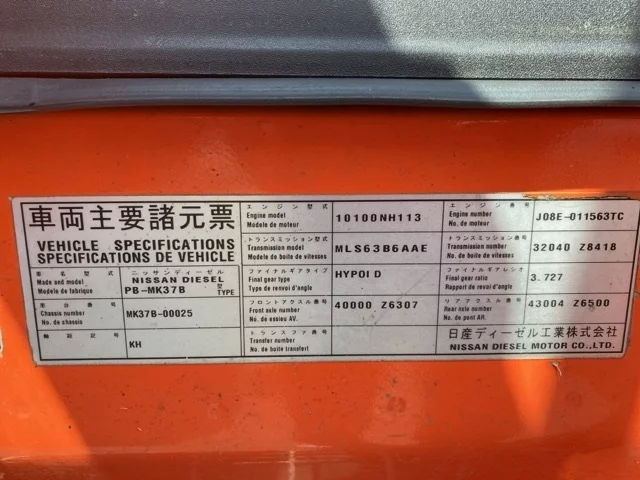 車両主要諸元票
VEHICLE SPECIFICATIONS
SPECIFICATIONS DE VEHICLE
Made and model
Modele de fabrique
ニッサンディーゼル
NISSAN DIESEL
PB-MK37B
型式
TYPE
車台番号
Chassis number
No. de chassis
MK37B-00025
KH
エンジン型式
Engine model
Modele de moteur
10100NH113
トランスミッション型式
Transmission model
Modele de boite de vitesses
MLS63B6AAE
ファイナルギアタイプ
Final gear type
Type de renvoi d'angle
HYPOID
フロントアクスル番号
Front axle number
No. de essieu AV.
40000 Z6307
トランスファ番号
Transfer number
No. de boite transfert
エンジン番号
Engine number
No. de moteur
J08E-011563TC
トランスミッション番号
Transmission number
No. de boite de vitesses
32040 Z8418
ファイナルギアレシオ
Final gear ratio
Rapport de renvoi d'angle
3.727
リアアクスル番号
Rear axle number
No. de pont AR.
43004 Z6500
日産ディーゼル工業株式会社
NISSAN DIESEL MOTOR CO.,LTD.